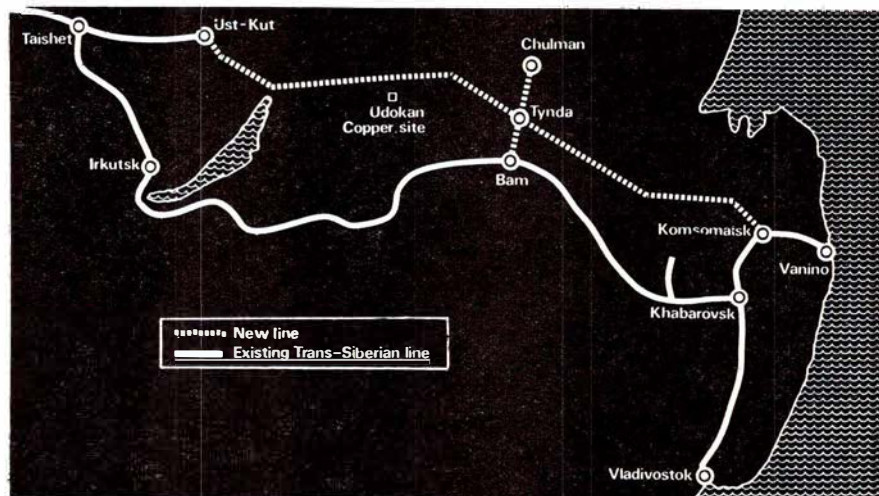 Taishet
Ust-Kut
Chulman
Udokan
Copper site
Tynda
Irkutsk
Bam
Komsomalsk
Vanino
Khabarovsk
New line
Existing Trans-Siberian line
Vladivostok